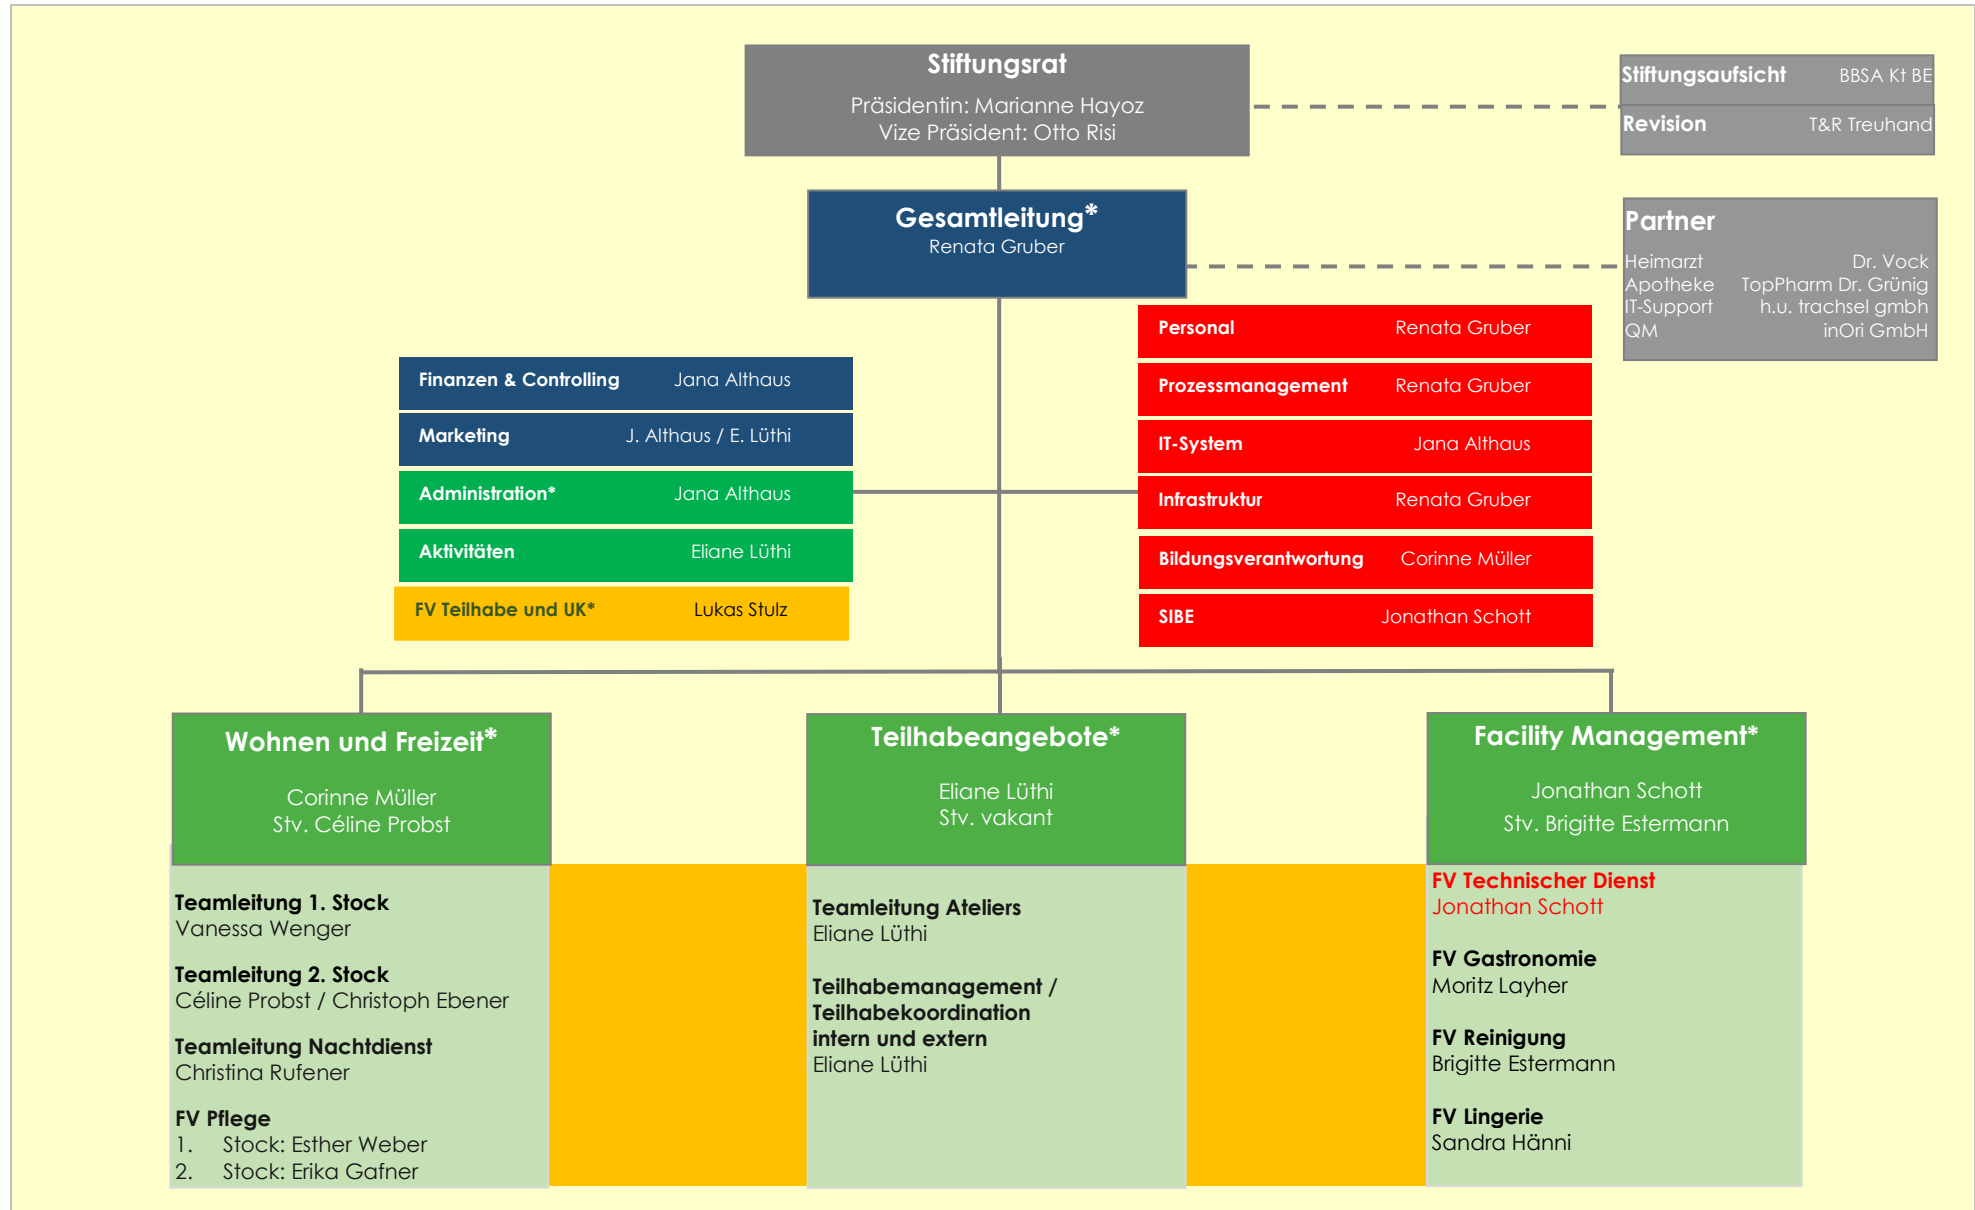 Stiftungsrat
Präsidentin: Marianne Hayoz
Vize Präsident: Otto Risi
Stiftungsaufsicht BBSA Kt BE
Revision T&R Treuhand
Gesamtleitung*
Renata Gruber
Partner
Heimarzt Dr. Vock
Apotheke TopPharm Dr. Grünig
IT-Support h.u. trachsel gmbh
QM inOri GmbH
Finanzen & Controlling Jana Althaus
Marketing J. Althaus / E. Lüthi
Administration* Jana Althaus
Aktivitäten Eliane Lüthi
FV Teilhabe und UK* Lukas Stulz
Personal Renata Gruber
Prozessmanagement Renata Gruber
IT-System Jana Althaus
Infrastruktur Renata Gruber
Bildungsverantwortung Corinne Müller
SIBE Jonathan Schott
Wohnen und Freizeit*
Corinne Müller
Stv. Céline Probst
Teamleitung 1. Stock
Vanessa Wenger
Teamleitung 2. Stock
Céline Probst / Christoph Ebener
Teamleitung Nachtdienst
Christina Rufener
FV Pflege
1. Stock: Esther Weber
2. Stock: Erika Gafner
Teilhabeangebote*
Eliane Lüthi
Stv. vakant
Teamleitung Ateliers
Eliane Lüthi
Teilhabemanagement /
Teilhabekoordination
intern und extern
Eliane Lüthi
Facility Management*
Jonathan Schott
Stv. Brigitte Estermann
FV Technischer Dienst
Jonathan Schott
FV Gastronomie
Moritz Layher
FV Reinigung
Brigitte Estermann
FV Lingerie
Sandra Hänni